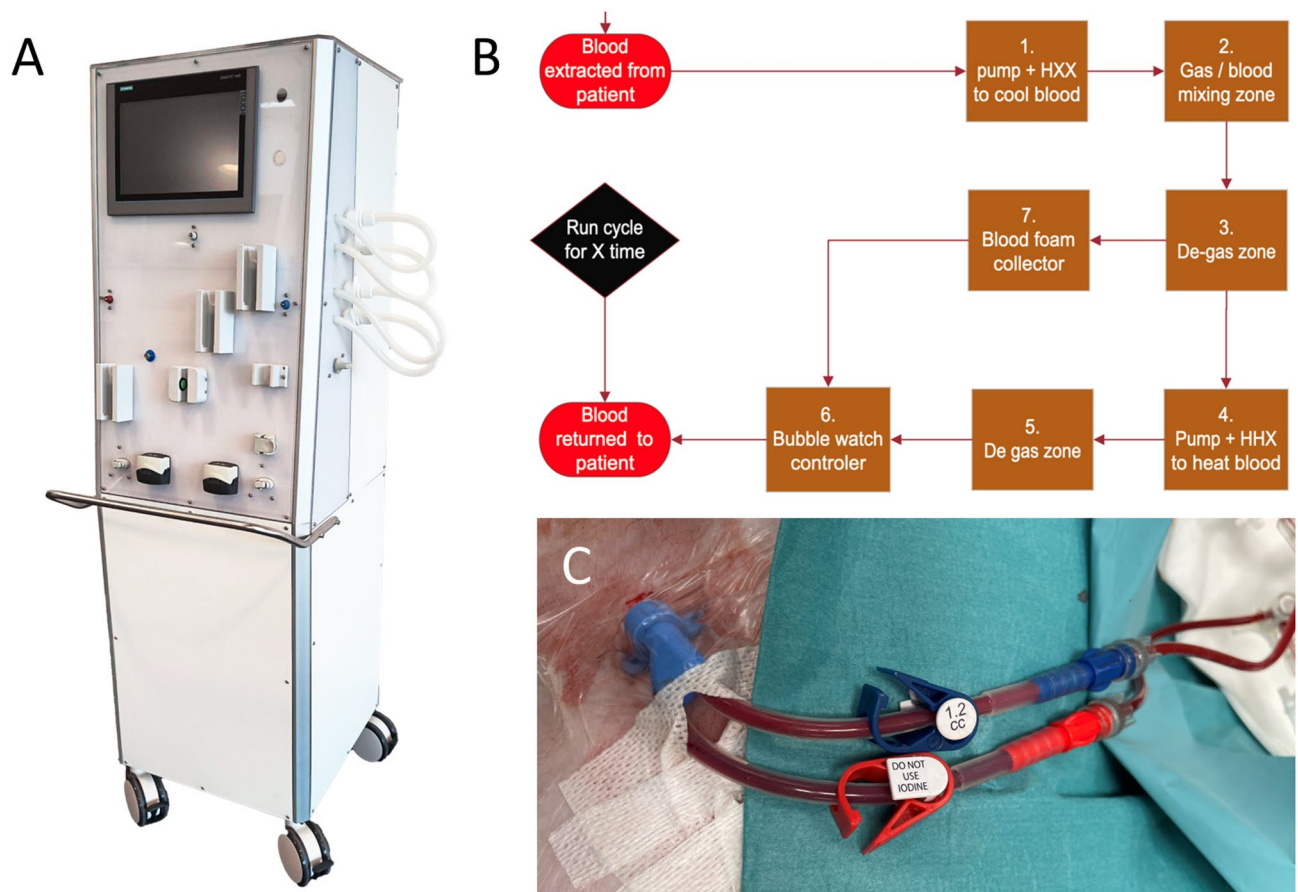 A
SIEMENS
SIMATIC HMI
B
Blood
extracted from
patient
1.
pump + HXX
to cool blood
2.
Gas / blood
mixing zone
Run cycle
for X time
7.
Blood foam
collector
3.
De-gas zone
Blood
returned to
patient
6.
Bubble watch
controler
5.
De gas zone
4.
Pump + HHX
to heat blood
C
1.2
CC
DO NOT
USE
IODINE